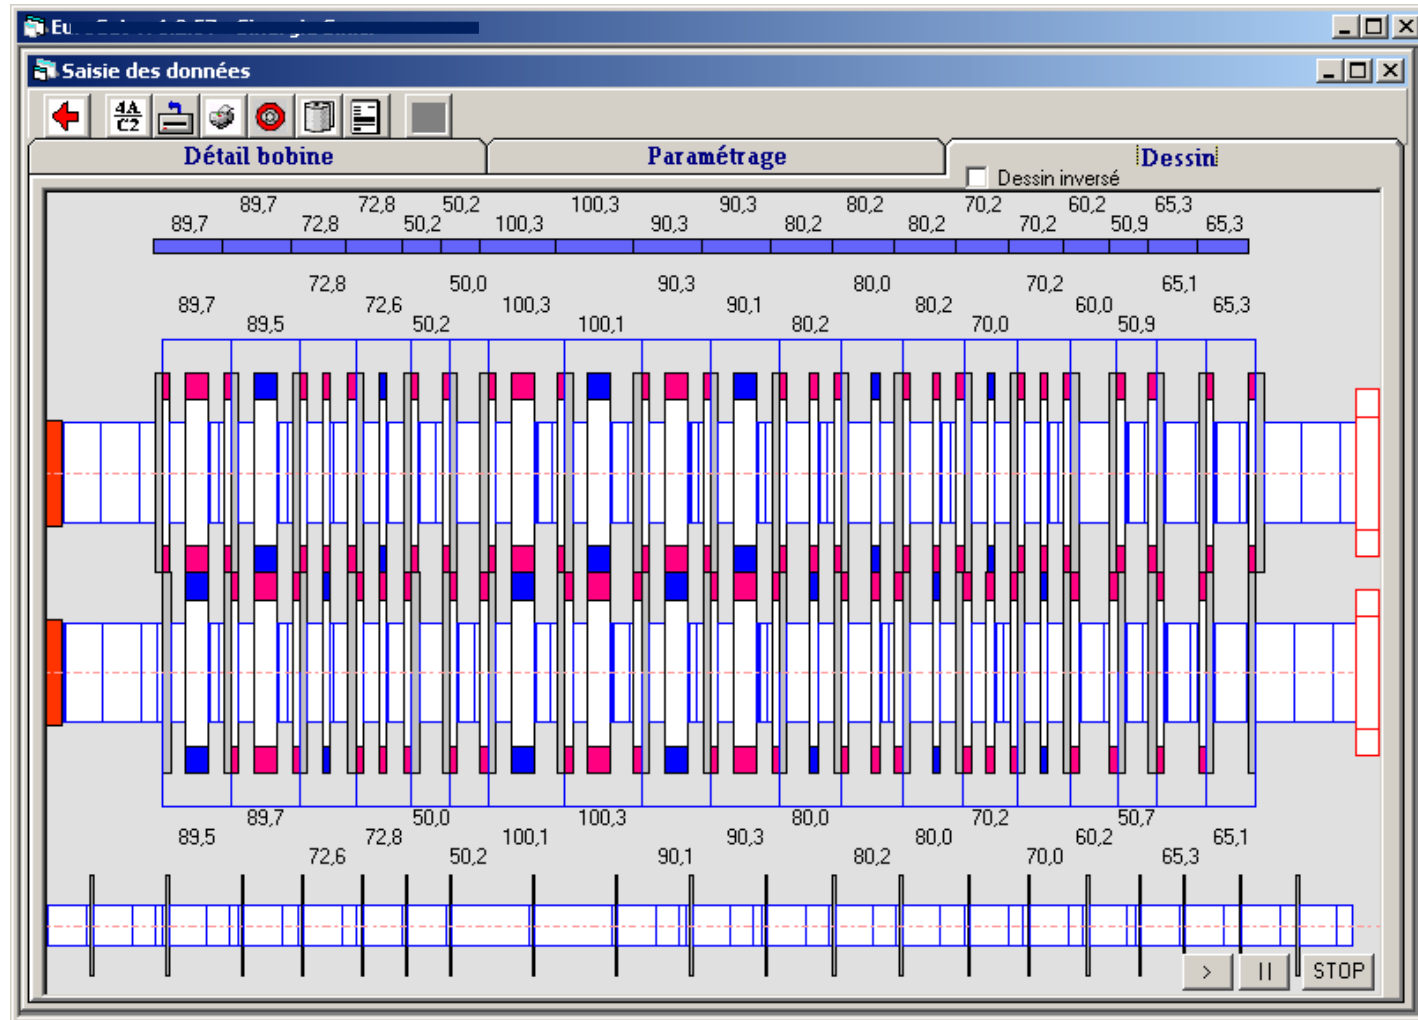 Eu
Saisie des données
4A
C2
Détail bobine Paramétrage Dessin
Dessin inversé
89,7 72,8 50,2 100,3 90,3 80,2 70,2 60,2 65,3
89,7 72,8 50,2 100,3 90,3 80,2 80,2 70,2 50,9 65,3
72,8 50,0 90,3 80,0 70,2 65,1
89,7 72,6 100,3 90,1 80,2 60,0 65,3
89,5 50,2 100,1 80,2 70,0 50,9
89,7 50,0 100,3 80,0 70,2 50,7
89,5 72,8 100,1 90,3 80,0 60,2 65,1
72,6 50,2 90,1 80,2 70,0 65,3
> || STOP